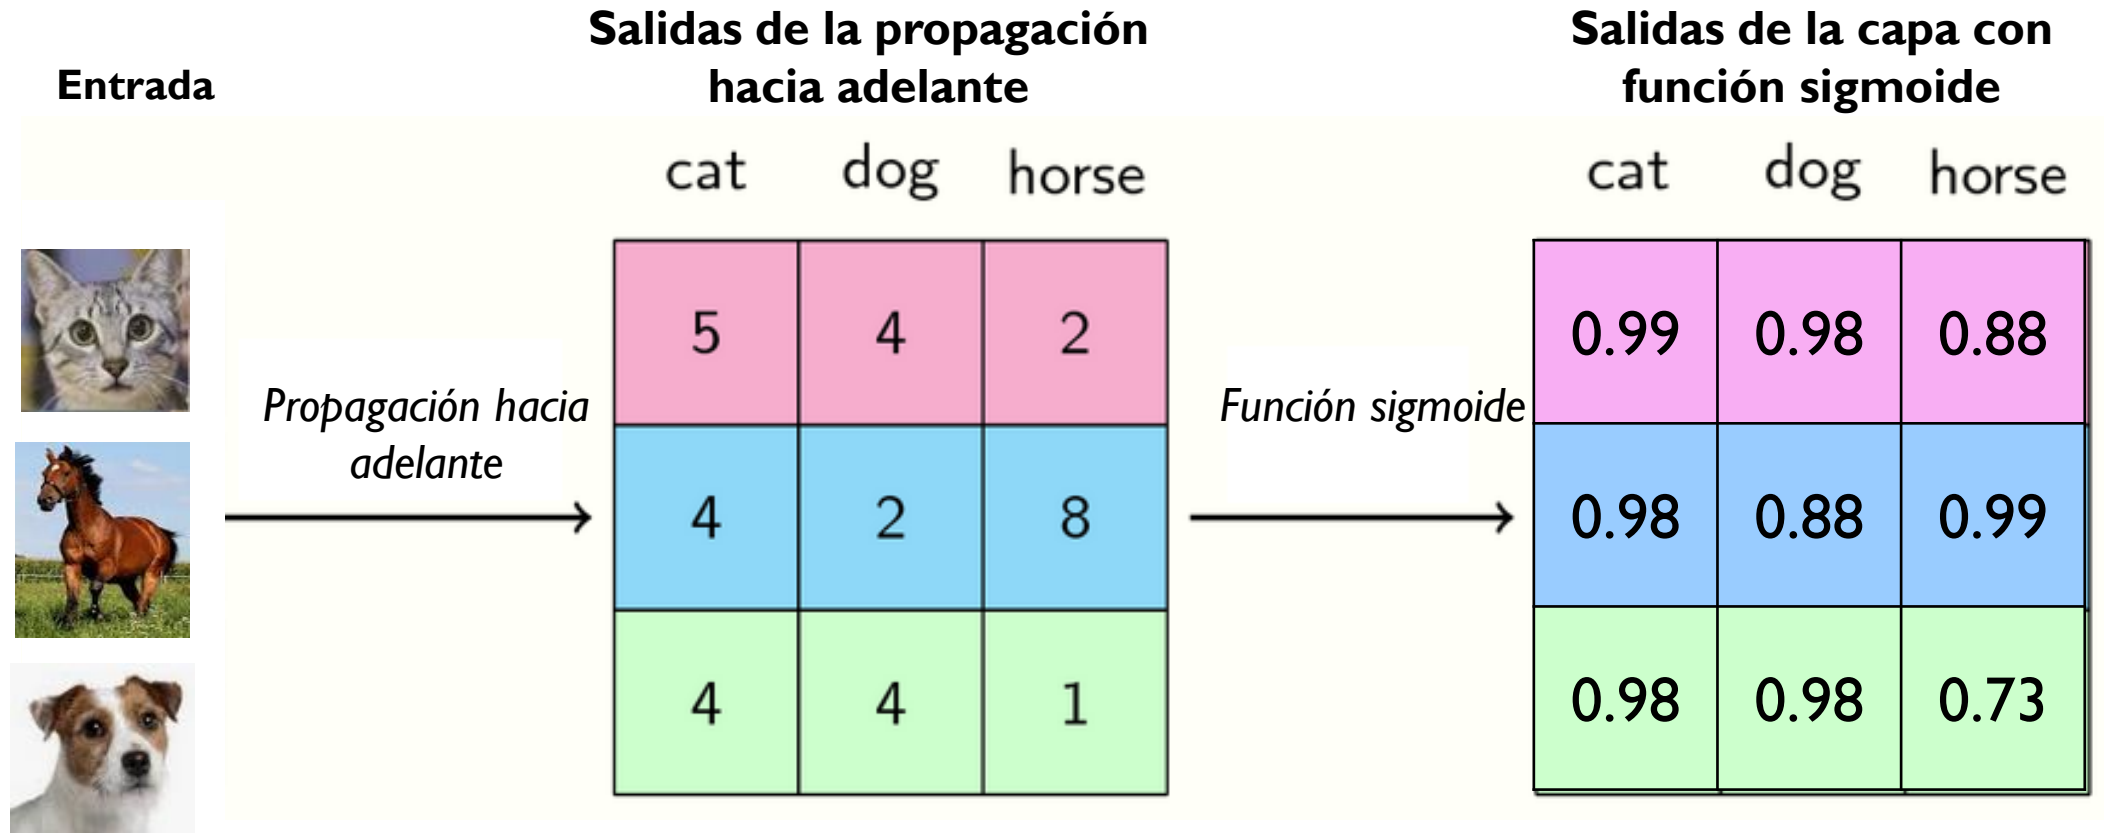 Entrada
Salidas de la propagación
hacia adelante
Salidas de la capa con
función sigmoide
cat dog horse
cat dog horse
Propagación hacia
adelante
Función sigmoide
5 4 2
4 2 8
4 4 1
0.99 0.98 0.88
0.98 0.88 0.99
0.98 0.98 0.73